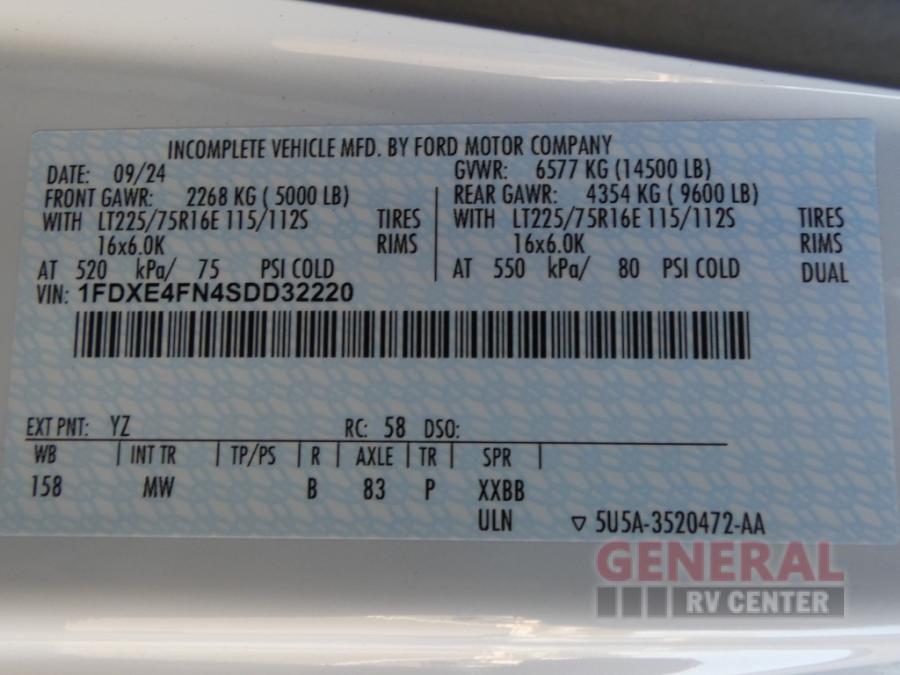 INCOMPLETE VEHICLE MFD. BY FORD MOTOR COMPANY
DATE: 09/24 GVWR: 6577 KG (14500 LB)
FRONT GAWR: 2268 KG ( 5000 LB) REAR GAWR: 4354 KG ( 9600 LB)
WITH LT225/75R16E 115/112S TIRES WITH LT225/75R16E 115/112S TIRES
16x6.0K RIMS 16x6.0K RIMS
AT 520 kPa/ 75 PSI COLD AT 550 kPa/ 80 PSI COLD DUAL
VIN: 1FDXE4FN4SDD32220
EXT PNT: YZ RC: 58 DSO:
WB | INT TR | TP/PS | R | AXLE | TR | SPR |
158 MW B 83 P XXBB
ULN ▽ 5U5A-3520472-AA
GENERAL
RV CENTER